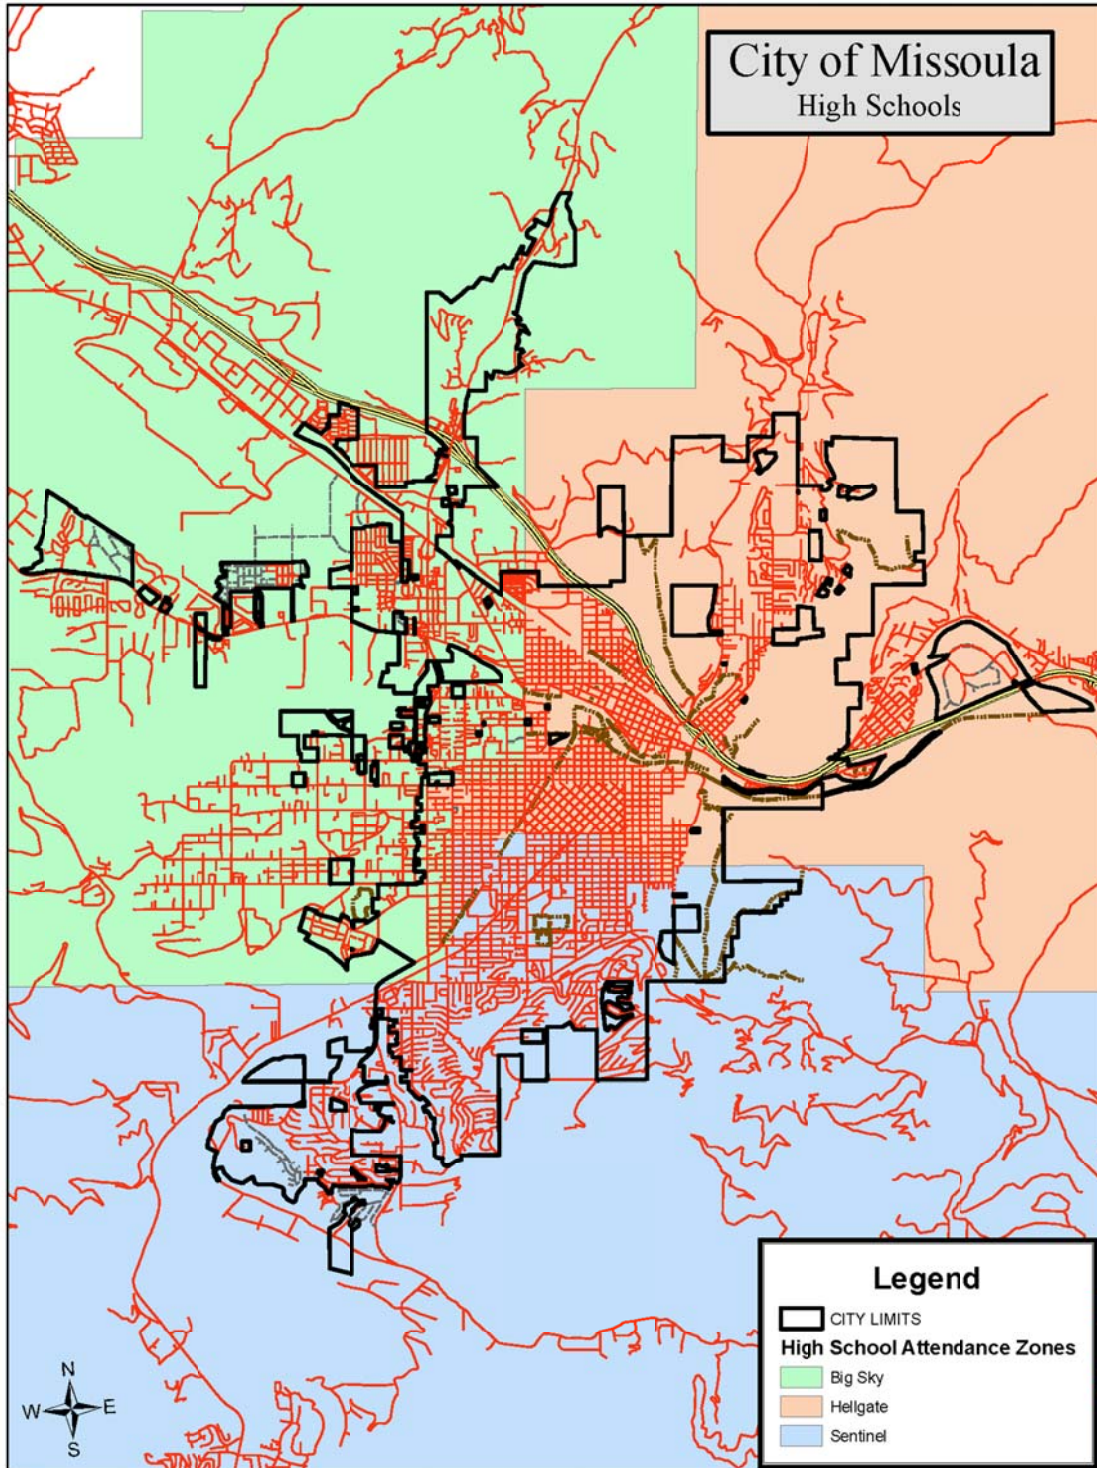 City of Missoula
High Schools
Legend
CITY LIMITS
High School Attendance Zones
Big Sky
Hellgate
Sentinel
N
W E
S